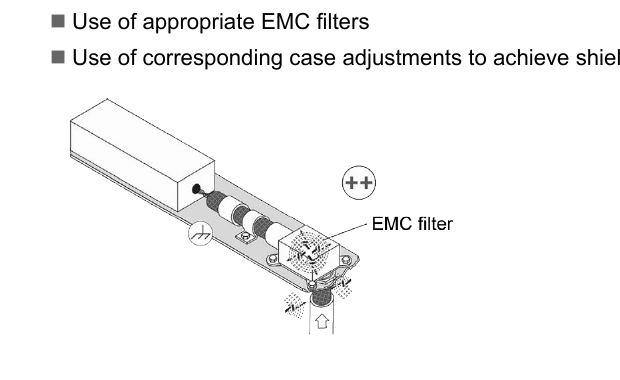 Use of appropriate EMC filters
Use of corresponding case adjustments to achieve shiel
++
EMC filter